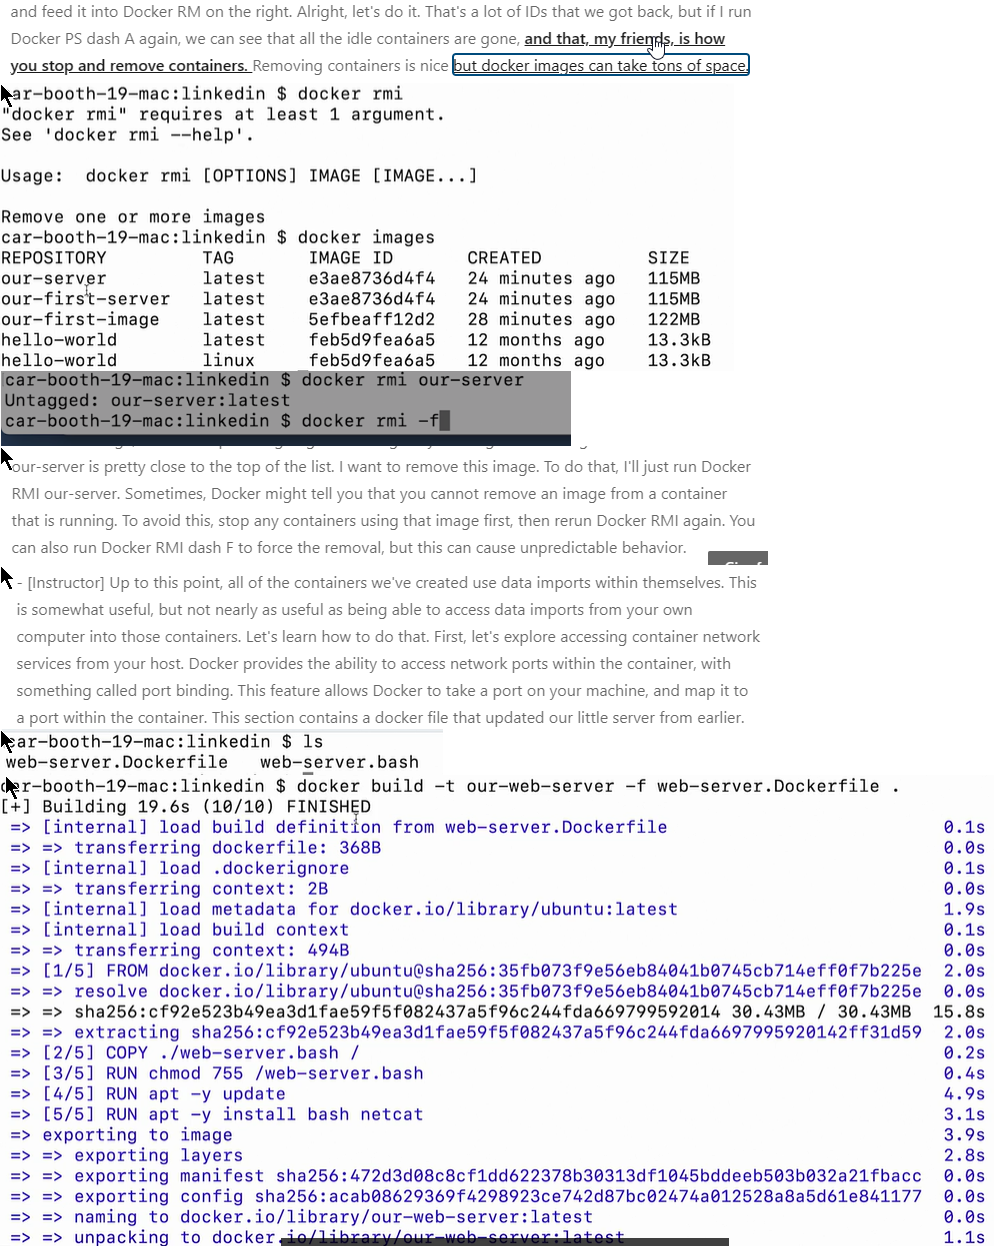 and feed it into Docker RM on the right. Alright, let's do it. That's a lot of IDs that we got back, but if I run
Docker PS dash A again, we can see that all the idle containers are gone, and that, my friends, is how
you stop and remove containers. Removing containers is nice but docker images can take tons of space.
car-booth-19-mac:linkedin $ docker rmi
"docker rmi" requires at least 1 argument.
See 'docker rmi --help'.
Usage:  docker rmi [OPTIONS] IMAGE [IMAGE...]
Remove one or more images
car-booth-19-mac:linkedin $ docker images
REPOSITORY         TAG       IMAGE ID       CREATED          SIZE
our-server         latest    e3ae8736d4f4   24 minutes ago   115MB
our-first-server   latest    e3ae8736d4f4   24 minutes ago   115MB
our-first-image    latest    5efbeaff12d2   28 minutes ago   122MB
hello-world        latest    feb5d9fea6a5   12 months ago    13.3kB
hello-world        linux     feb5d9fea6a5   12 months ago    13.3kB
car-booth-19-mac:linkedin $ docker rmi our-server
Untagged: our-server:latest
car-booth-19-mac:linkedin $ docker rmi -f
our-server is pretty close to the top of the list. I want to remove this image. To do that, I'll just run Docker
RMI our-server. Sometimes, Docker might tell you that you cannot remove an image from a container
that is running. To avoid this, stop any containers using that image first, then rerun Docker RMI again. You
can also run Docker RMI dash F to force the removal, but this can cause unpredictable behavior.
- [Instructor] Up to this point, all of the containers we've created use data imports within themselves. This
is somewhat useful, but not nearly as useful as being able to access data imports from your own
computer into those containers. Let's learn how to do that. First, let's explore accessing container network
services from your host. Docker provides the ability to access network ports within the container, with
something called port binding. This feature allows Docker to take a port on your machine, and map it to
a port within the container. This section contains a docker file that updated our little server from earlier.
car-booth-19-mac:linkedin $ ls
web-server.Dockerfile   web-server.bash
car-booth-19-mac:linkedin $ docker build -t our-web-server -f web-server.Dockerfile .
[+] Building 19.6s (10/10) FINISHED
=> [internal] load build definition from web-server.Dockerfile 0.1s
=> => transferring dockerfile: 368B 0.0s
=> [internal] load .dockerignore 0.1s
=> => transferring context: 2B 0.0s
=> [internal] load metadata for docker.io/library/ubuntu:latest 1.9s
=> [internal] load build context 0.1s
=> => transferring context: 494B 0.0s
=> [1/5] FROM docker.io/library/ubuntu@sha256:35fb073f9e56eb84041b0745cb714eff0f7b225e 2.0s
=> => resolve docker.io/library/ubuntu@sha256:35fb073f9e56eb84041b0745cb714eff0f7b225e 0.0s
=> => sha256:cf92e523b49ea3d1fae59f5f082437a5f96c244fda669799592014 30.43MB / 30.43MB 15.8s
=> => extracting sha256:cf92e523b49ea3d1fae59f5f082437a5f96c244fda6697995920142ff31d59 2.0s
=> [2/5] COPY ./web-server.bash / 0.2s
=> [3/5] RUN chmod 755 /web-server.bash 0.4s
=> [4/5] RUN apt -y update 4.9s
=> [5/5] RUN apt -y install bash netcat 3.1s
=> exporting to image 3.9s
=> => exporting layers 2.8s
=> => exporting manifest sha256:472d3d08c8cf1dd622378b30313df1045bddeeb503b032a21fbacc 0.0s
=> => exporting config sha256:acab08629369f4298923ce742d87bc02474a012528a8a5d61e841177 0.0s
=> => naming to docker.io/library/our-web-server:latest 0.0s
=> => unpacking to docker.io/library/our-web-server:latest 1.1s